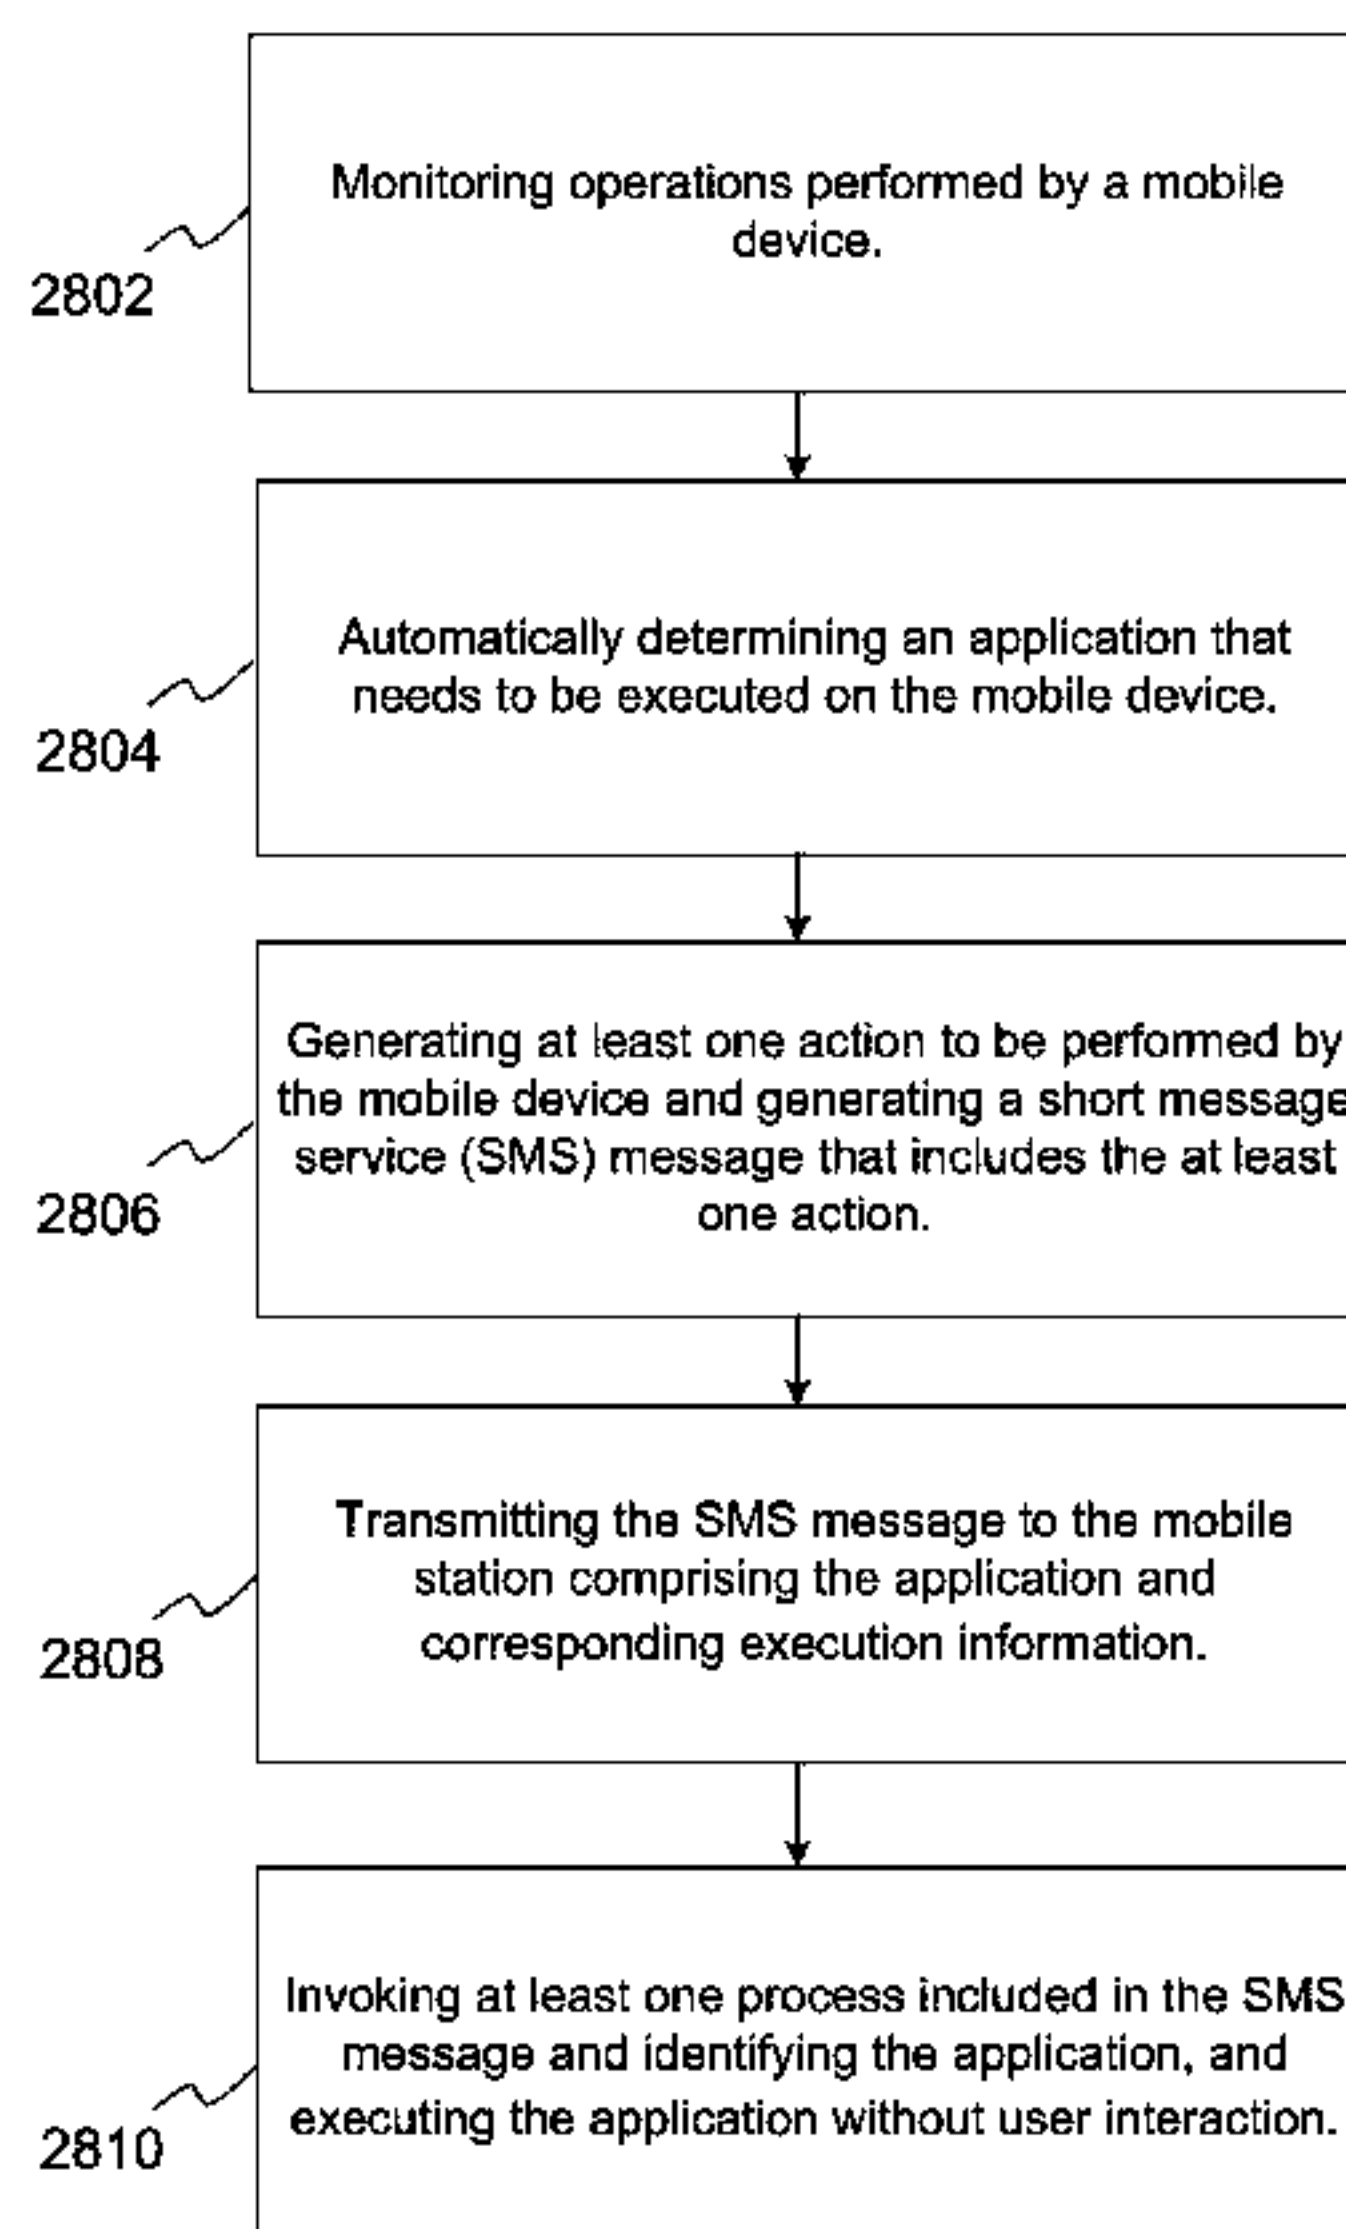 Monitoring operations performed by a mobile
device.
2802
Automatically determining an application that
needs to be executed on the mobile device.
2804
Generating at least one action to be performed by
the mobile device and generating a short message
service (SMS) message that includes the at least
one action.
2806
Transmitting the SMS message to the mobile
station comprising the application and
corresponding execution information.
2808
Invoking at least one process included in the SMS
message and identifying the application, and
executing the application without user interaction.
2810